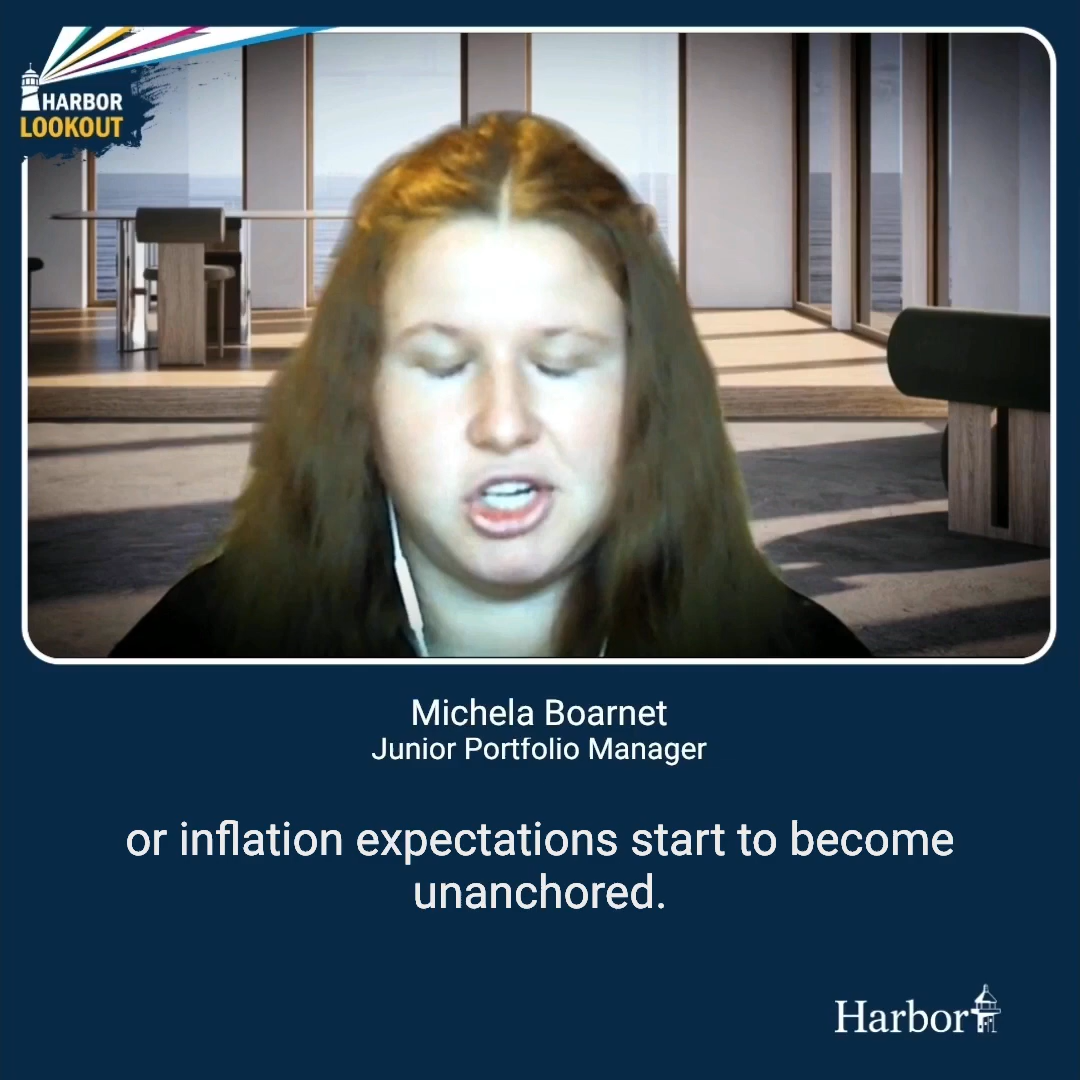 HARBOR
LOOKOUT
Michela Boarnet
Junior Portfolio Manager
or inflation expectations start to become
unanchored.
Harbor